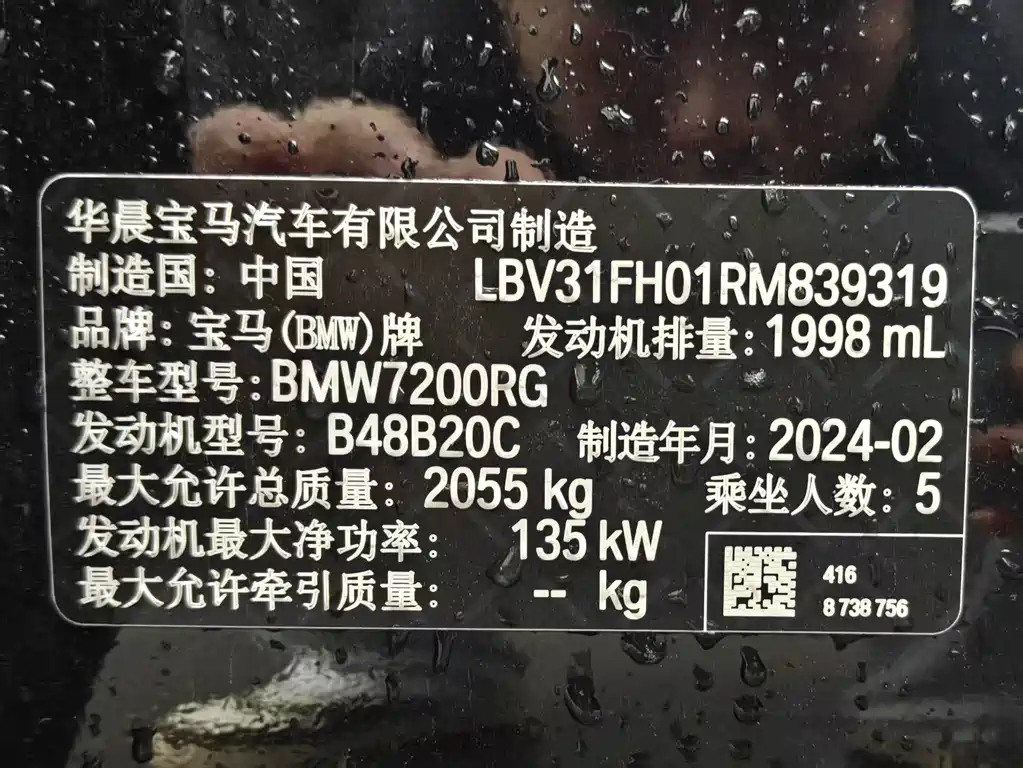 华晨宝马汽车有限公司制造
制造国：中国 LBV31FH01RM839319
品牌：宝马(BMW)牌 发动机排量：1998 mL
整车型号：BMW7200RG
发动机型号：B48B20C 制造年月：2024-02
最大允许总质量：2055 kg 乘坐人数：5
发动机最大净功率：135 kW
最大允许牵引质量：-- kg
416
8 738 756